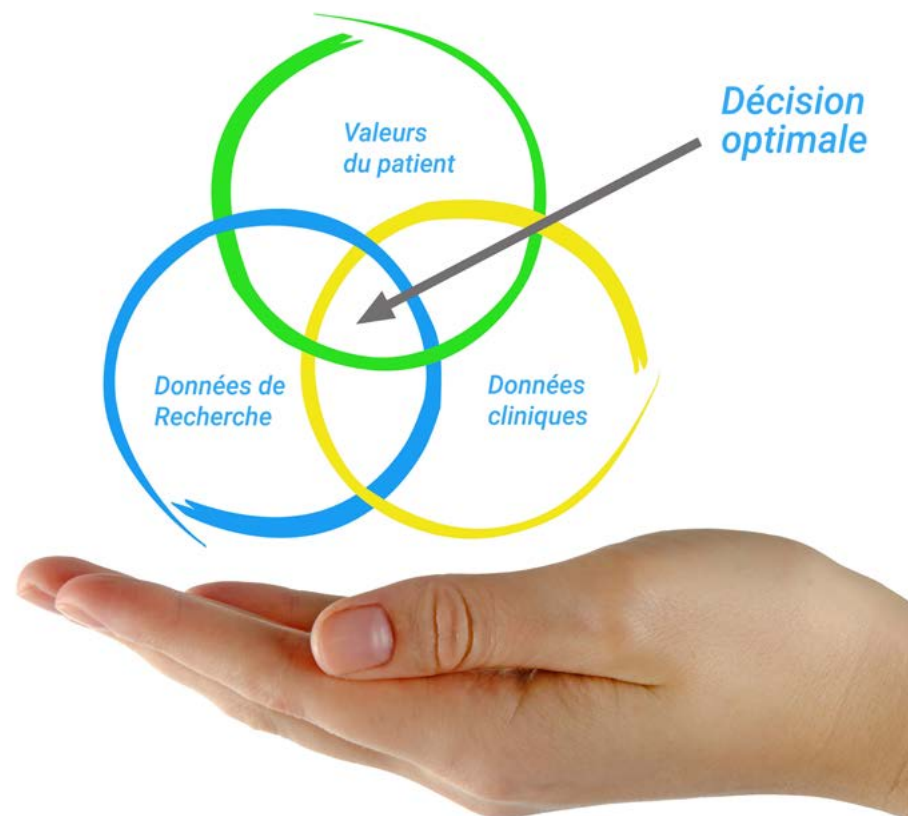 Valeurs
du patient
Décision
optimale
Données de
Recherche
Données
cliniques